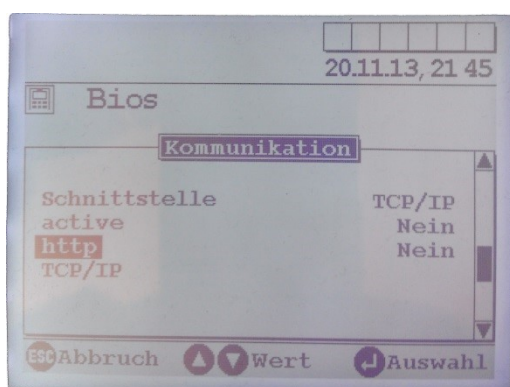 20.11.13, 21 45
Bios
Kommunikation
Schnittstelle TCP/IP
active Nein
http Nein
TCP/IP
ESC Abbruch Wert Auswahl